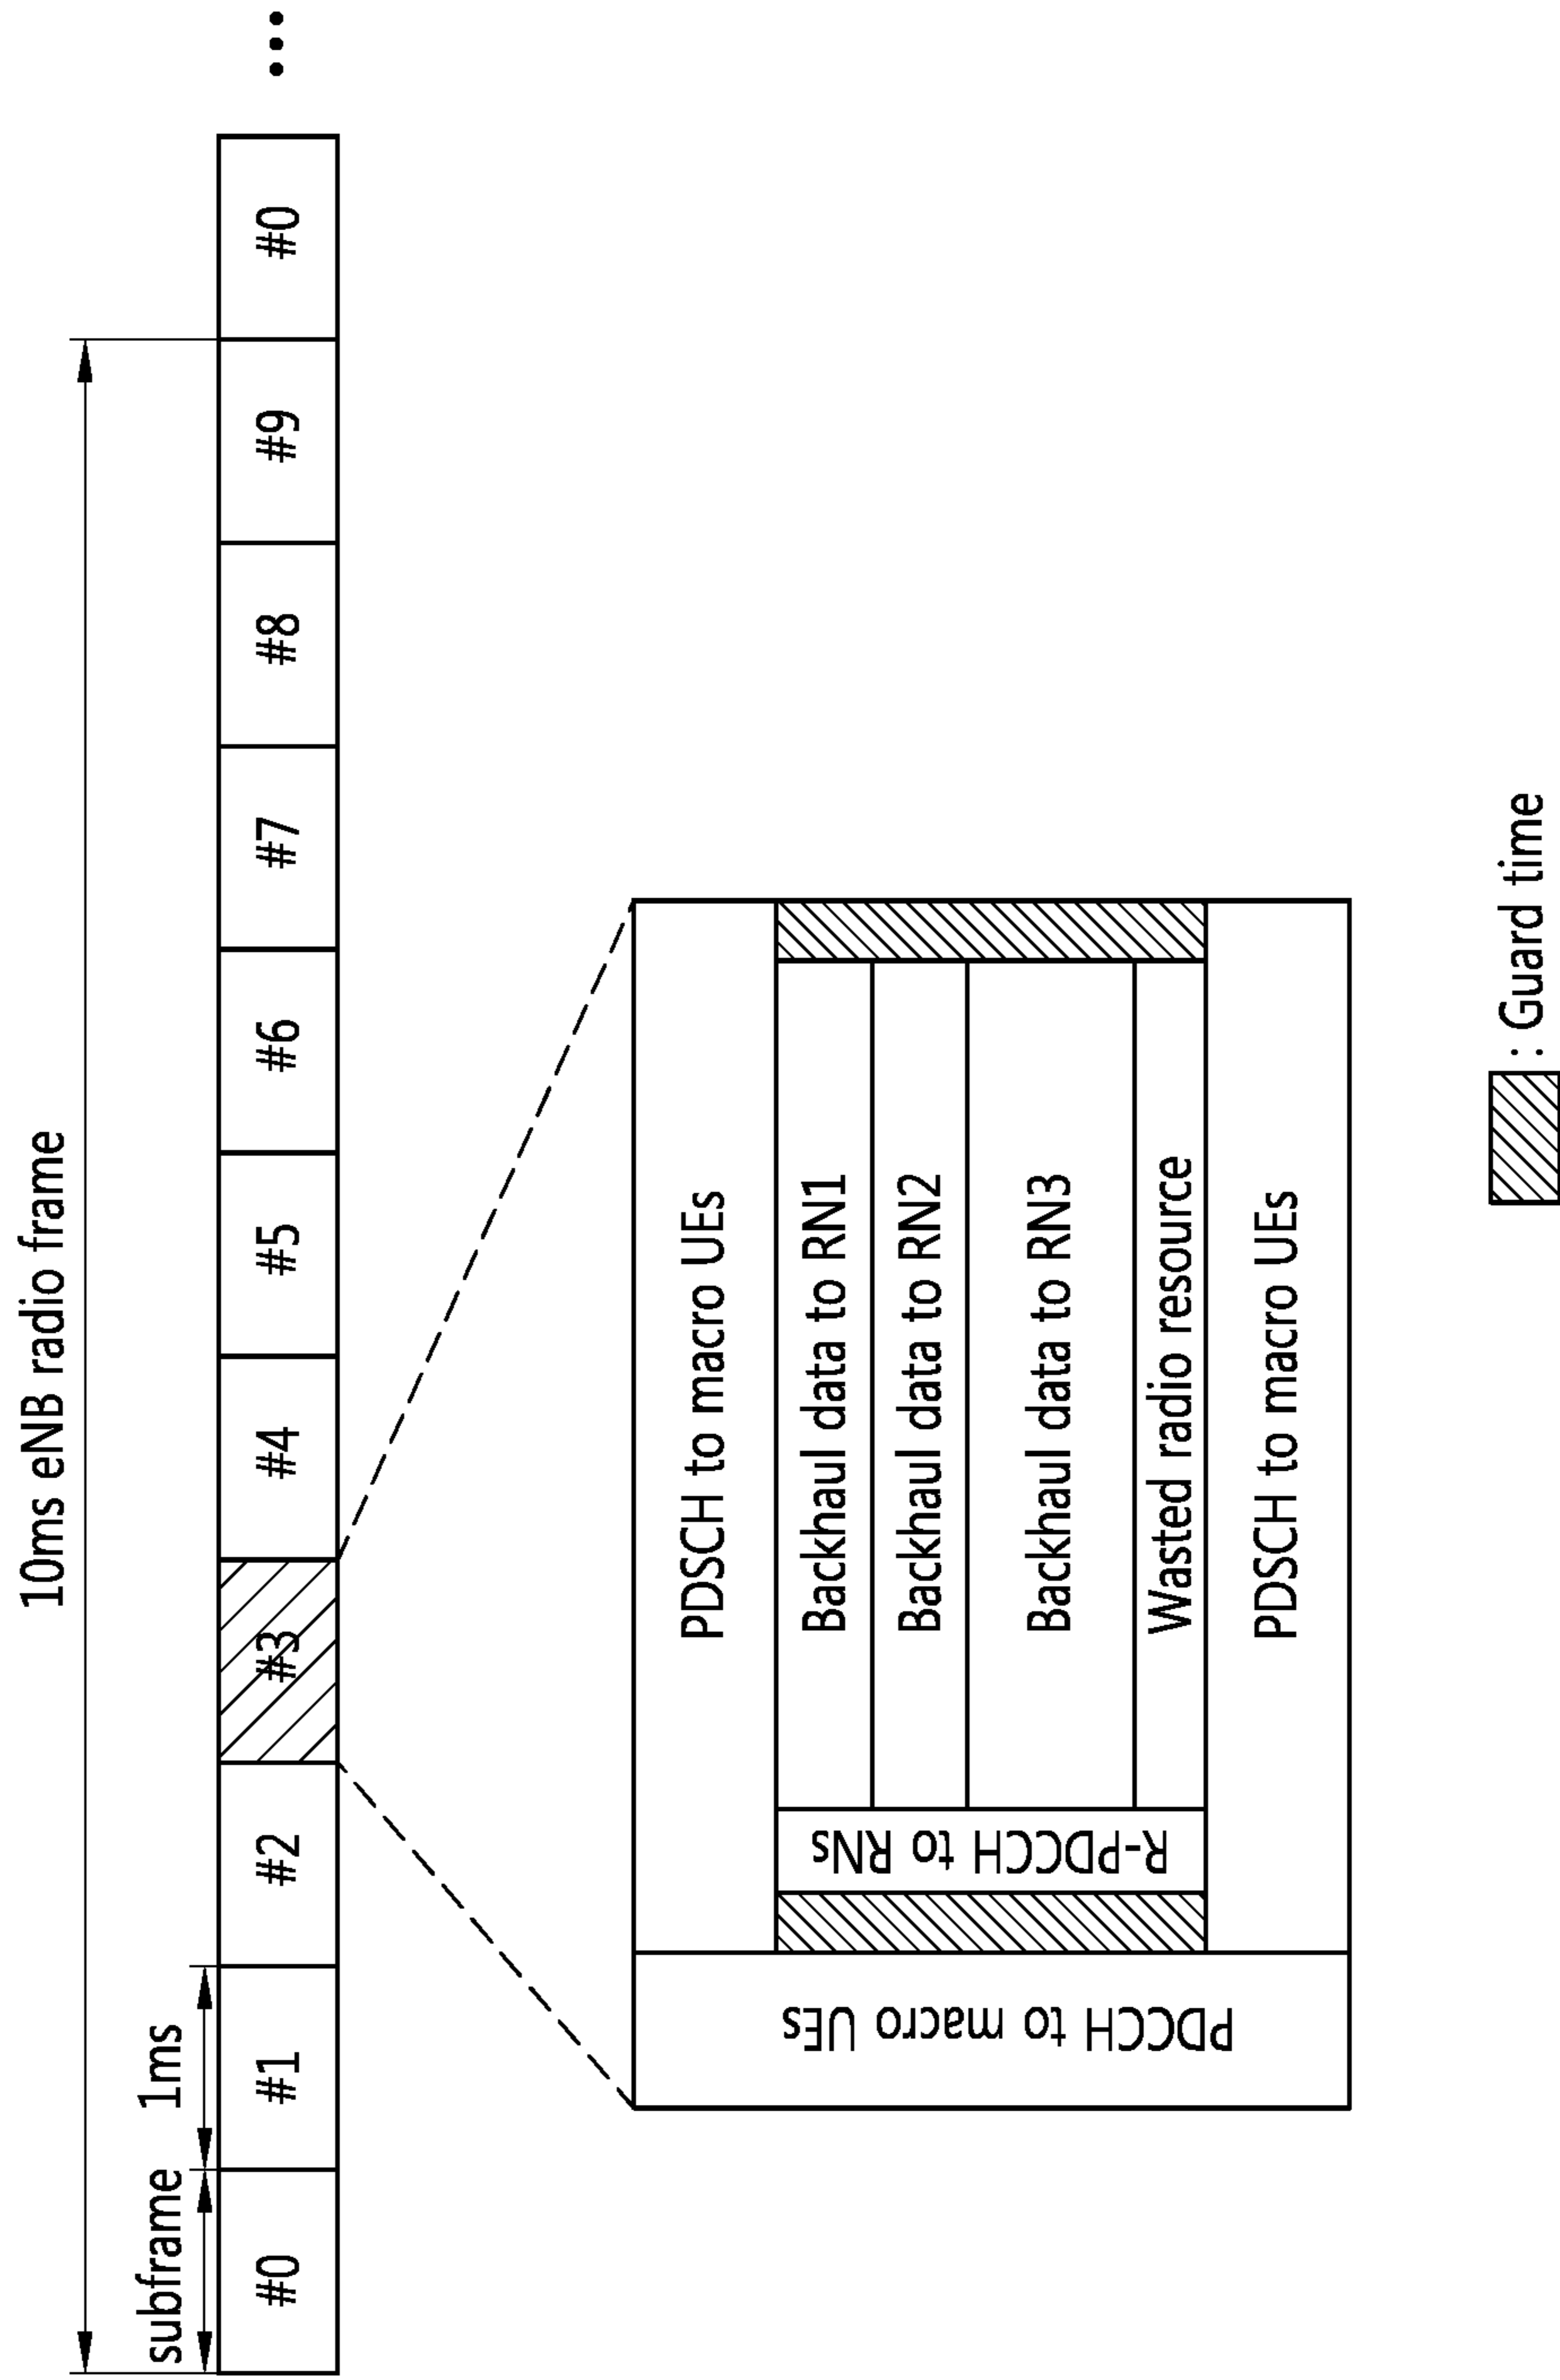 10ms eNB radio frame
subframe 1ms
#0 #1 #2 #3 #4 #5 #6 #7 #8 #9 #0 ...
PDCCH to macro UEs
PDSCH to macro UEs
R-PDCCH to RNs
Backhaul data to RN1
Backhaul data to RN2
Backhaul data to RN3
Wasted radio resource
PDSCH to macro UEs
: Guard time